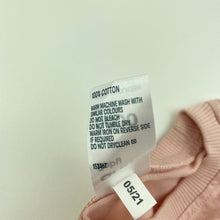 100% COTTON
WARM MACHINE WASH WITH
SIMILAR COLOURS
DO NOT BLEACH
DO NOT TUMBLE DRY
WARM IRON ON REVERSE SIDE
IF REQUIRED
DO NOT DRYCLEAN
05/21